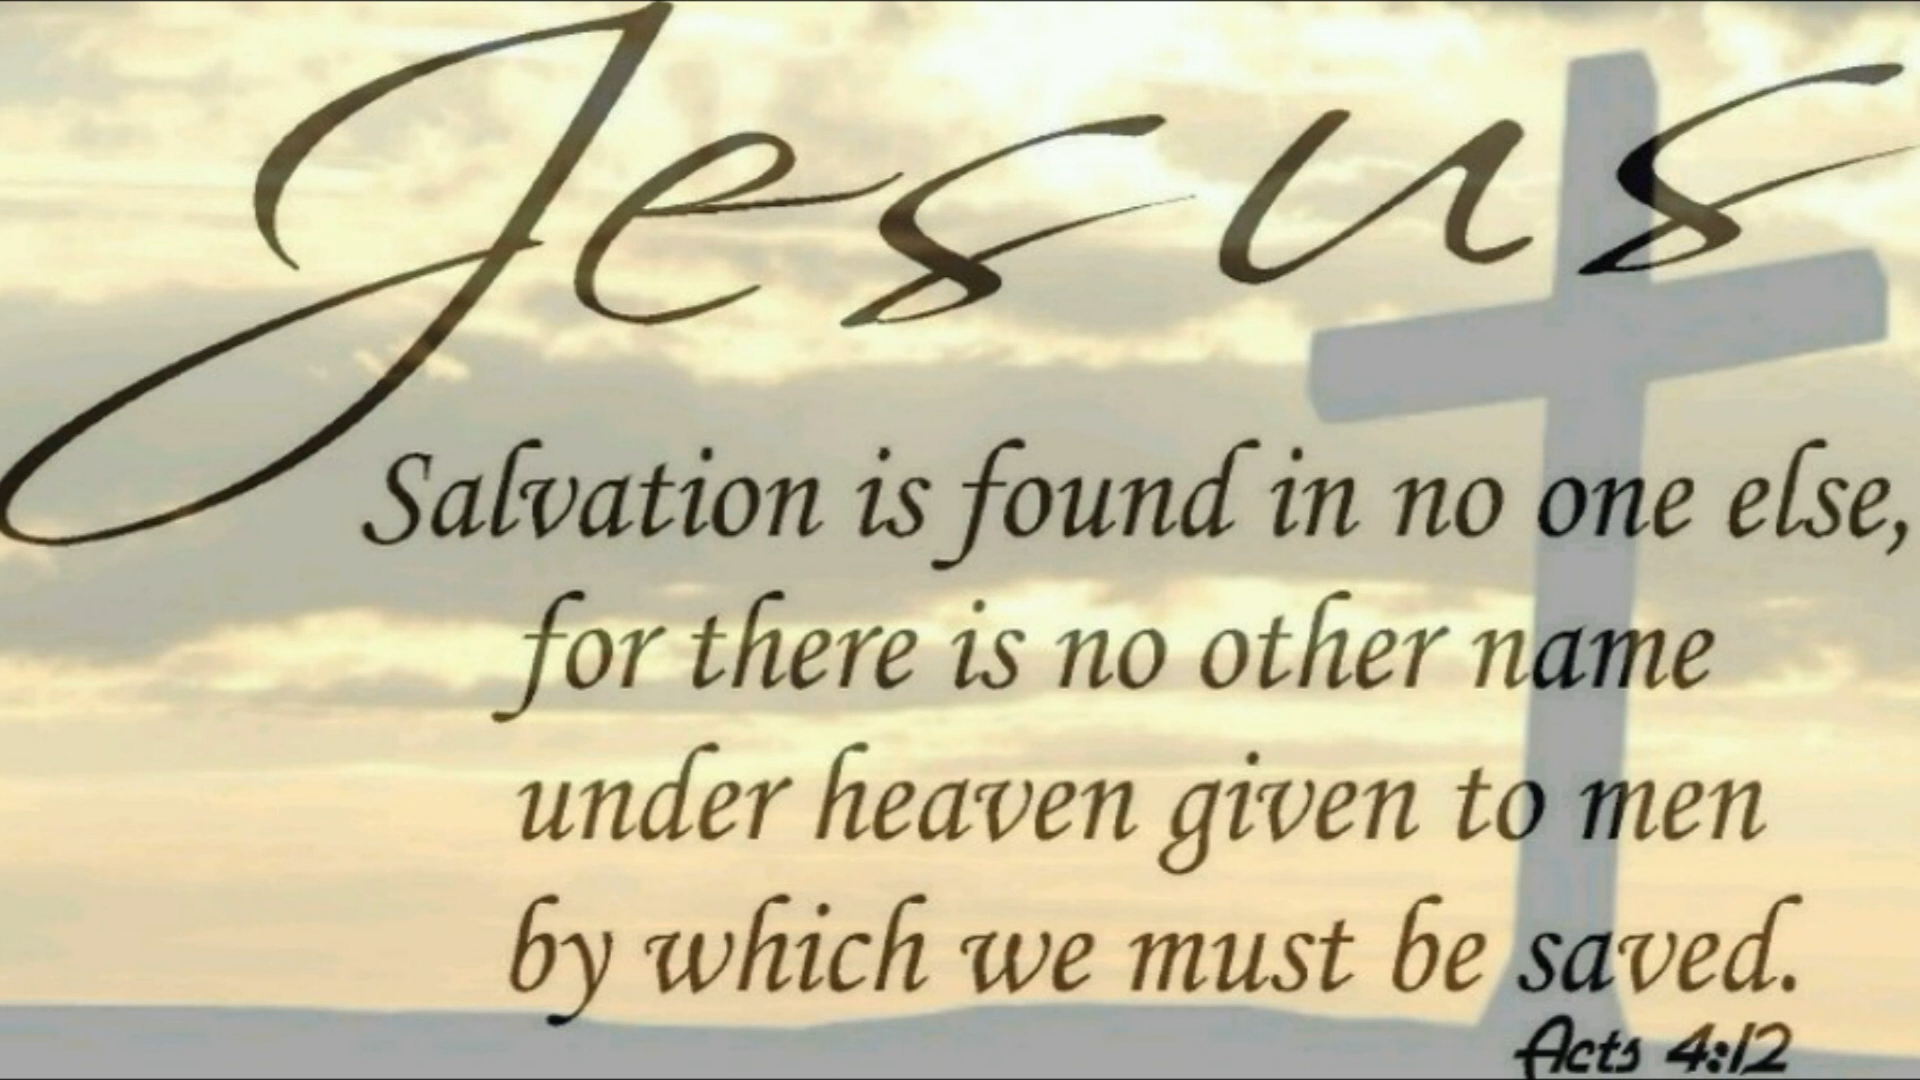 Jesus
Salvation is found in no one else,
for there is no other name
under heaven given to men
by which we must be saved.
Acts 4:12